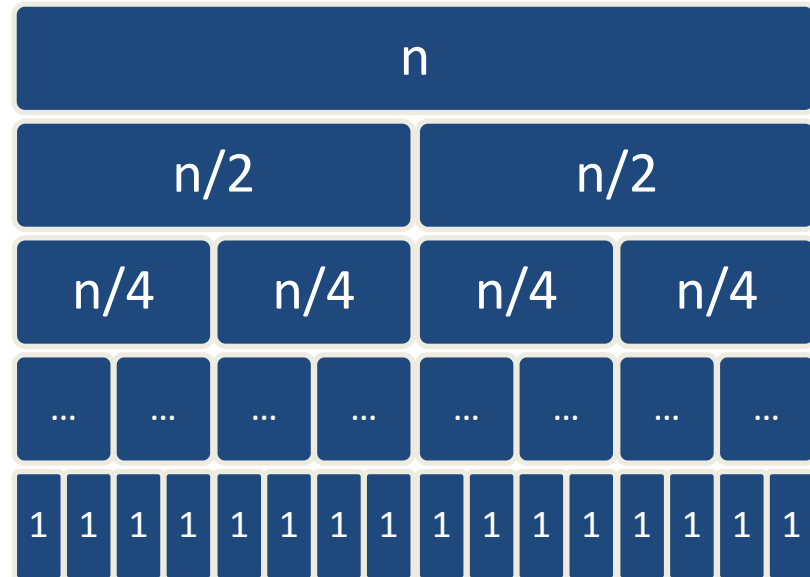 n
n/2 n/2
n/4 n/4 n/4 n/4
... ... ... ... ... ... ... ...
1 1 1 1 1 1 1 1 1 1 1 1 1 1 1 1